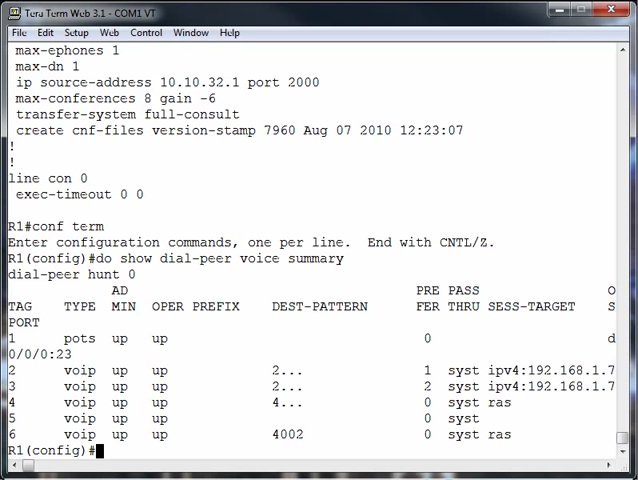 Tera Term Web 3.1 - COM1 VT
File Edit Setup Web Control Window Help
max-ephones 1
max-dn 1
ip source-address 10.10.32.1 port 2000
max-conferences 8 gain -6
transfer-system full-consult
create cnf-files version-stamp 7960 Aug 07 2010 12:23:07
!
!
line con 0
exec-timeout 0 0
R1#conf term
Enter configuration commands, one per line.  End with CNTL/Z.
R1(config)#do show dial-peer voice summary
dial-peer hunt 0
AD PRE PASS O
TAG TYPE MIN OPER PREFIX DEST-PATTERN FER THRU SESS-TARGET S
PORT
1 pots up up 0 d
0/0/0:23
2 voip up up 2... 1 syst ipv4:192.168.1.7
3 voip up up 2... 2 syst ipv4:192.168.1.7
4 voip up up 4... 0 syst ras
5 voip up up 0 syst
6 voip up up 4002 0 syst ras
R1(config)#